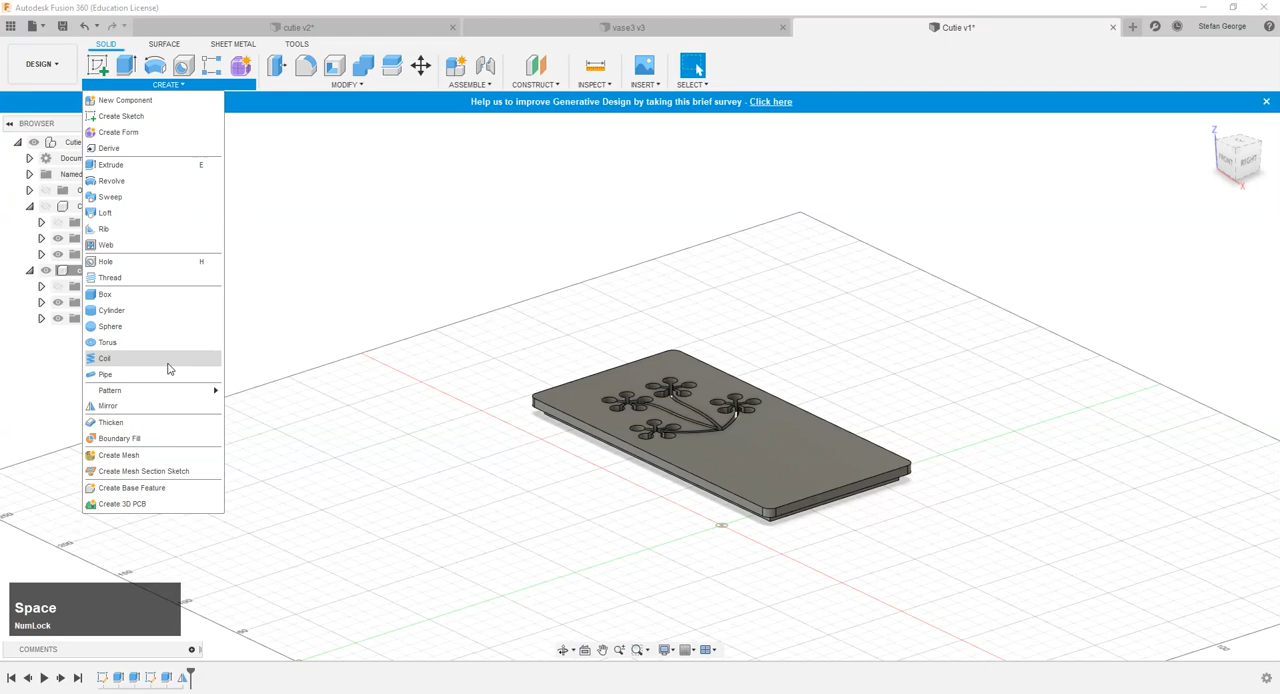 Autodesk Fusion 360 (Education License)
cutie v2*
vase3 v3
Cutie v1*
Stefan George
SOLID
SURFACE
SHEET METAL
TOOLS
DESIGN
CREATE
MODIFY
ASSEMBLE
CONSTRUCT
INSPECT
INSERT
SELECT
Help us to improve Generative Design by taking this brief survey - Click here
BROWSER
Cutie
Docum
Named
O
C
c
New Component
Create Sketch
Create Form
Derive
Extrude E
Revolve
Sweep
Loft
Rib
Web
Hole H
Thread
Box
Cylinder
Sphere
Torus
Coil
Pipe
Pattern
Mirror
Thicken
Boundary Fill
Create Mesh
Create Mesh Section Sketch
Create Base Feature
Create 3D PCB
Z
FRONT
RIGHT
X
Space
NumLock
COMMENTS